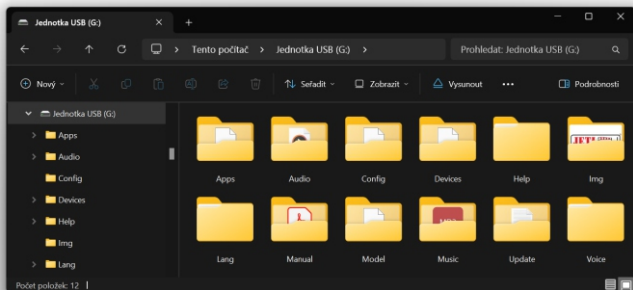 Jednotka USB (G:)
Tento počítač > Jednotka USB (G:) >
Prohledat: Jednotka USB (G:)
Nový
Seřadit
Zobrazit
Vysunout
Podrobnosti
Jednotka USB (G:)
Apps
Audio
Config
Devices
Help
Img
Lang
Apps Audio Config Devices Help Img
Lang Manual Model Music Update Voice
Počet položek: 12